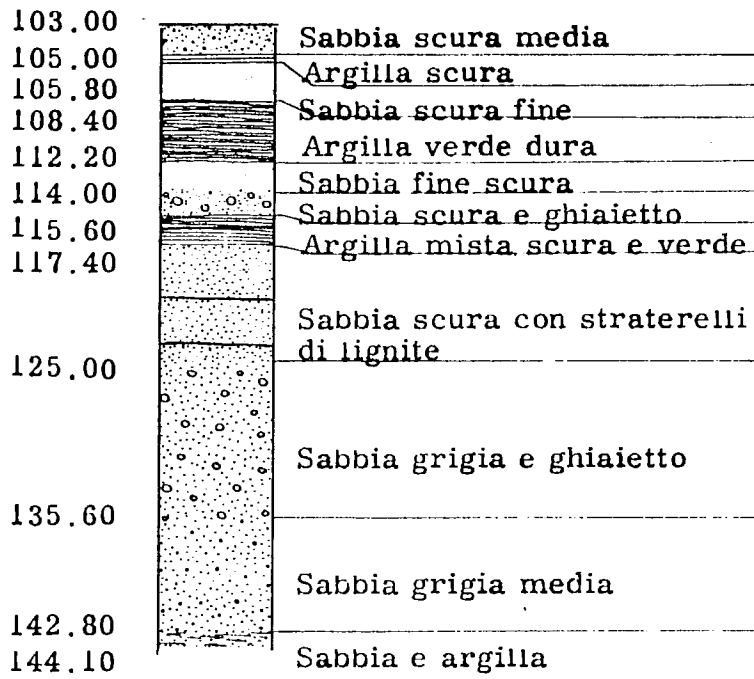 103.00
Sabbia scura media
105.00
Argilla scura
105.80
Sabbia scura fine
108.40
Argilla verde dura
112.20
Sabbia fine scura
114.00
Sabbia scura e ghiaietto
115.60
Argilla mista scura e verde
117.40
Sabbia scura con straterelli
di lignite
125.00
Sabbia grigia e ghiaietto
135.60
Sabbia grigia media
142.80
Sabbia e argilla
144.10